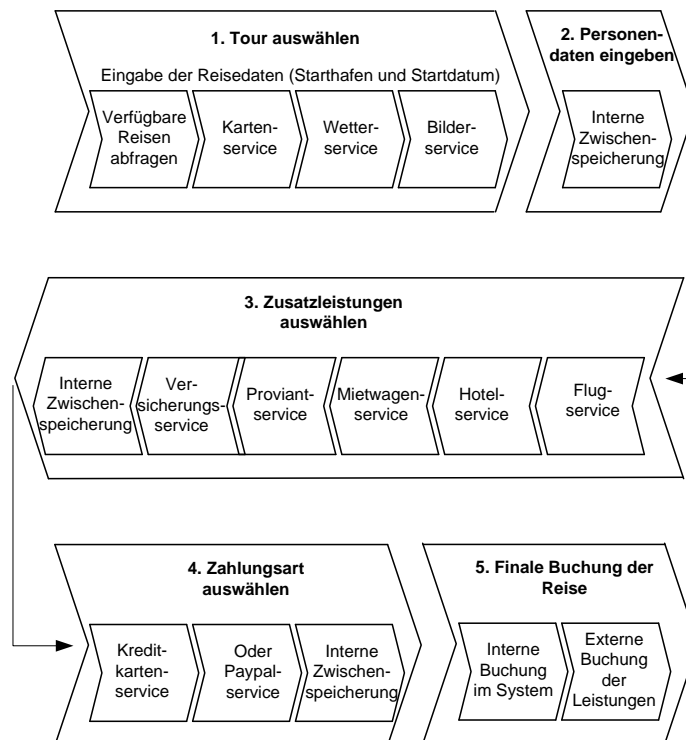 1. Tour auswählen
Eingabe der Reisedaten (Starthafen und Startdatum)
Verfügbare
Reisen
abfragen
Karten-
service
Wetter-
service
Bilder-
service
2. Personen-
daten eingeben
Interne
Zwischen-
speicherung
3. Zusatzleistungen
auswählen
Flug-
service
Hotel-
service
Mietwagen-
service
Proviant-
service
Ver-
sicherungs-
service
Interne
Zwischen-
speicherung
4. Zahlungsart
auswählen
Kredit-
karten-
service
Oder
Paypal-
service
Interne
Zwischen-
speicherung
5. Finale Buchung der
Reise
Interne
Buchung
im System
Externe
Buchung
der
Leistungen